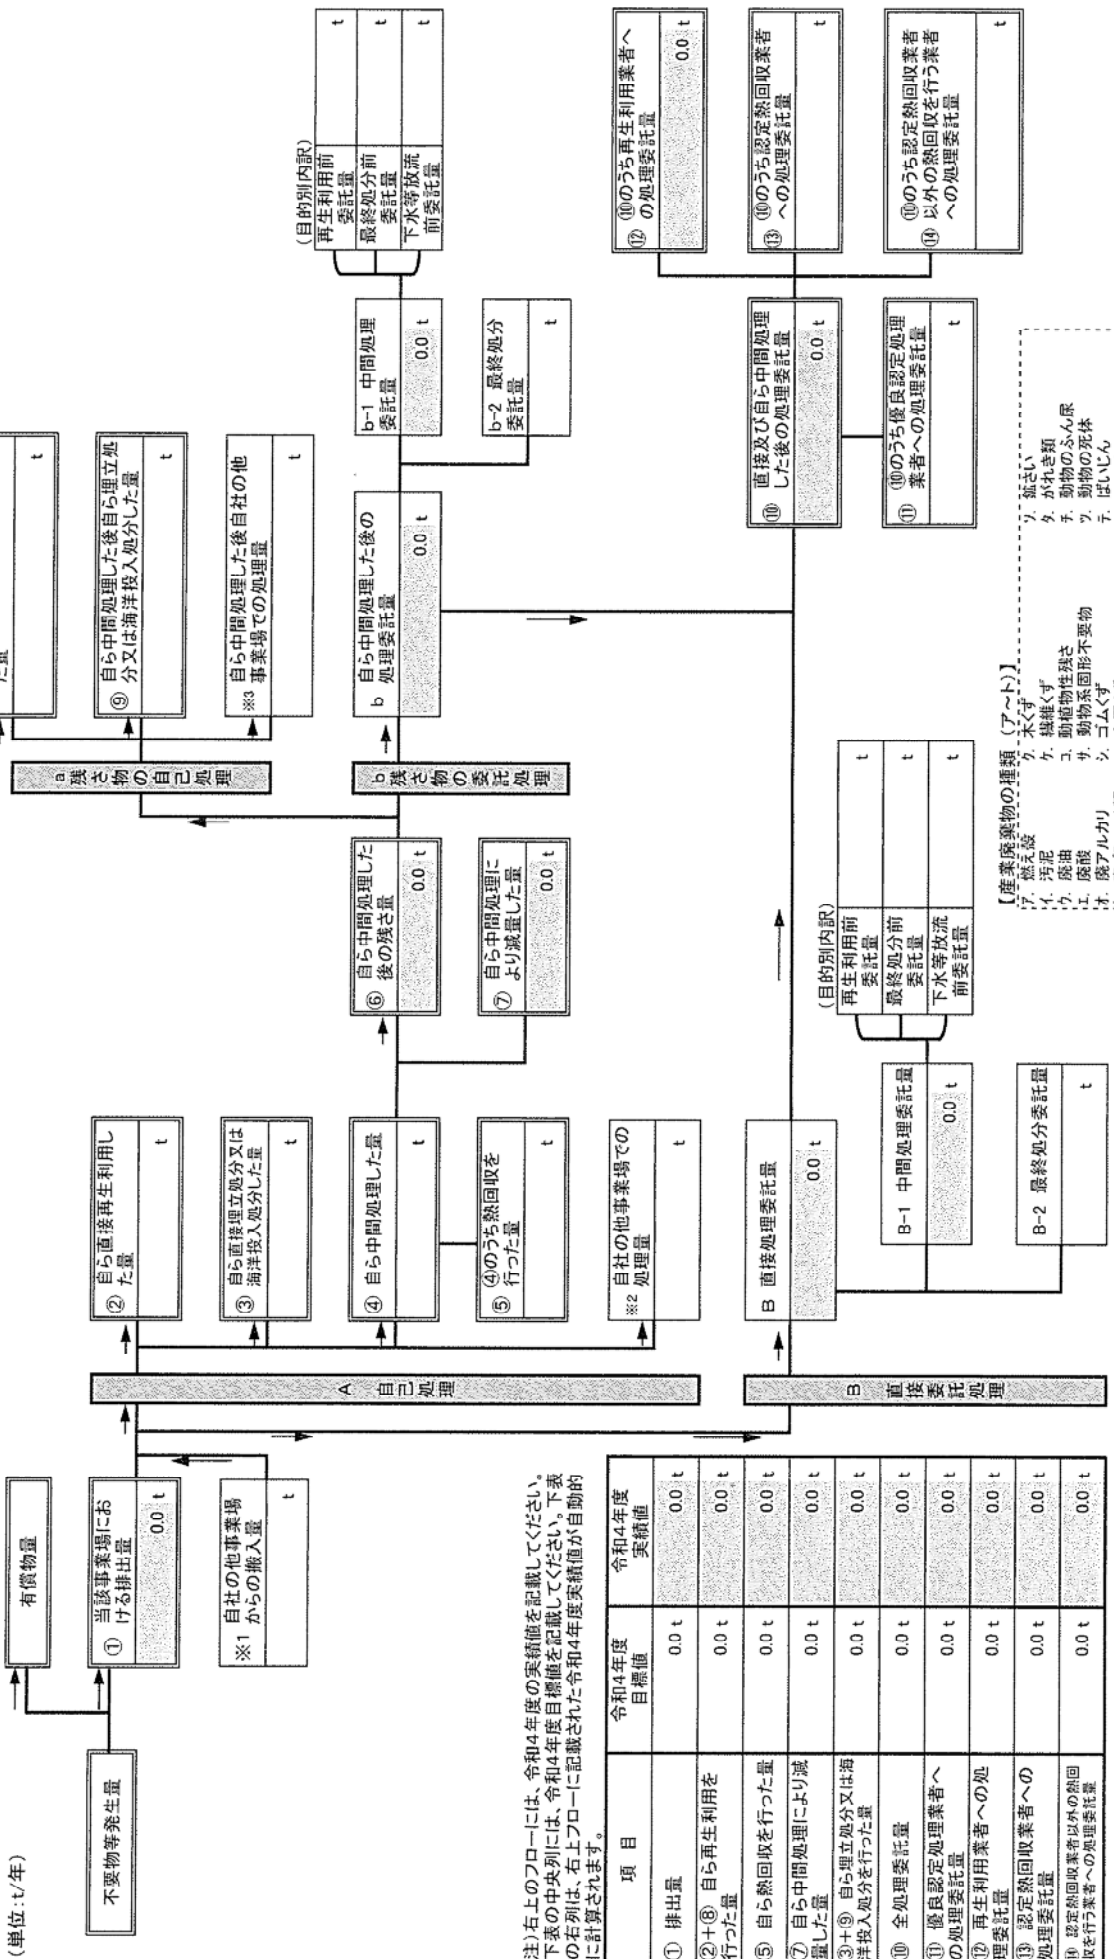 (単位:t/年)
不要物等発生量
有償物量
① 当該事業場にお
ける排出量
0.0 t
※1 自社の他事業場
からの搬入量
t
A 自己処理
② 自ら直接再生利用し
た量
t
③ 自ら直接埋立処分又は
海洋投入処分した量
t
④ 自ら中間処理した量
t
⑤ ④のうち熱回収を
行った量
t
※2 自社の他事業場での
処理量
t
⑥ 自ら中間処理した
後の残さ量
0.0 t
⑦ 自ら中間処理に
より減量した量
0.0 t
a 残さ物の自己処理
た量
t
⑨ 自ら中間処理した後自ら埋立処
分又は海洋投入処分した量
t
※3 自ら中間処理した後自社の他
事業場での処理量
t
b 残さ物の委託処理
b 自ら中間処理した後の
処理委託量
0.0 t
b-1 中間処理
委託量
0.0 t
b-2 最終処分
委託量
t
(目的別内訳)
再生利用前
委託量
t
最終処分前
委託量
t
下水等放流
前委託量
t
B 直接委託処理
B 直接処理委託量
0.0 t
B-1 中間処理委託量
0.0 t
B-2 最終処分委託量
t
(目的別内訳)
再生利用前
委託量
t
最終処分前
委託量
t
下水等放流
前委託量
t
⑩ 直接及び自ら中間処理
した後の処理委託量
0.0 t
⑪ ⑩のうち優良認定処理
業者への処理委託量
t
⑫ ⑩のうち再生利用業者へ
の処理委託量
0.0 t
⑬ ⑩のうち認定熱回収業者
への処理委託量
t
⑭ ⑩のうち認定熱回収業者
以外の熱回収を行う業者
への処理委託量
t
注)右上のフローには、令和4年度の実績値を記載してください。
下表の中央列には、令和4年度目標値を記載してください。下表
の右列は、右上フローに記載された令和4年度実績値が自動的
に計算されます。
項 目 令和4年度
目標値 令和4年度
実績値
① 排出量 0.0 t 0.0 t
②+⑧ 自ら再生利用を
行った量 0.0 t 0.0 t
⑤ 自ら熱回収を行った量 0.0 t 0.0 t
⑦ 自ら中間処理により減
量した量 0.0 t 0.0 t
③+⑨ 自ら埋立処分又は海
洋投入処分を行った量 0.0 t 0.0 t
⑩ 全処理委託量 0.0 t 0.0 t
⑪ 優良認定処理業者へ
の処理委託量 0.0 t 0.0 t
⑫ 再生利用業者への処
理委託量 0.0 t 0.0 t
⑬ 認定熱回収業者への
処理委託量 0.0 t 0.0 t
⑭ 認定熱回収業者以外の熱回
収を行う業者への処理委託量 0.0 t 0.0 t
【産業廃棄物の種類 (ア~ト)】
ア. 燃え殻 ク. 木くず ソ. 鉱さい
イ. 汚泥 ケ. 繊維くず タ. がれき類
ウ. 廃油 コ. 動植物性残さ チ. 動物のふん尿
エ. 廃酸 サ. 動物系固形不要物 ツ. 動物の死体
オ. 廃アルカリ シ. ゴムくず テ. ばいじん